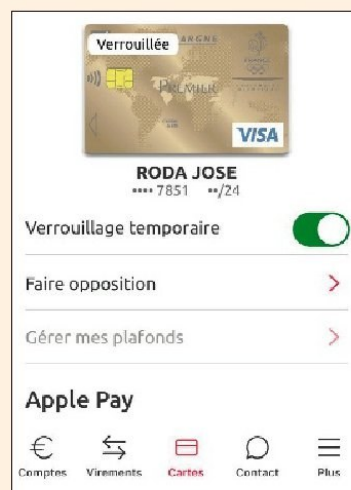 Verrouillée
PREMIER
VISA
RODA JOSE
•••• 7851 ••/24
Verrouillage temporaire
Faire opposition
Gérer mes plafonds
Apple Pay
Comptes Virements Cartes Contact Plus